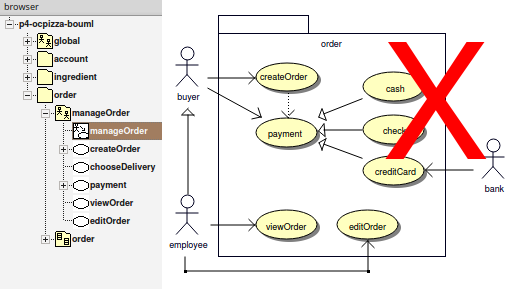 browser
p4-ocpizza-bouml
global
account
ingredient
order
manageOrder
manageOrder
createOrder
chooseDelivery
payment
viewOrder
editOrder
order
order
createOrder
cash
buyer
payment
check
creditCard
bank
viewOrder
editOrder
employee